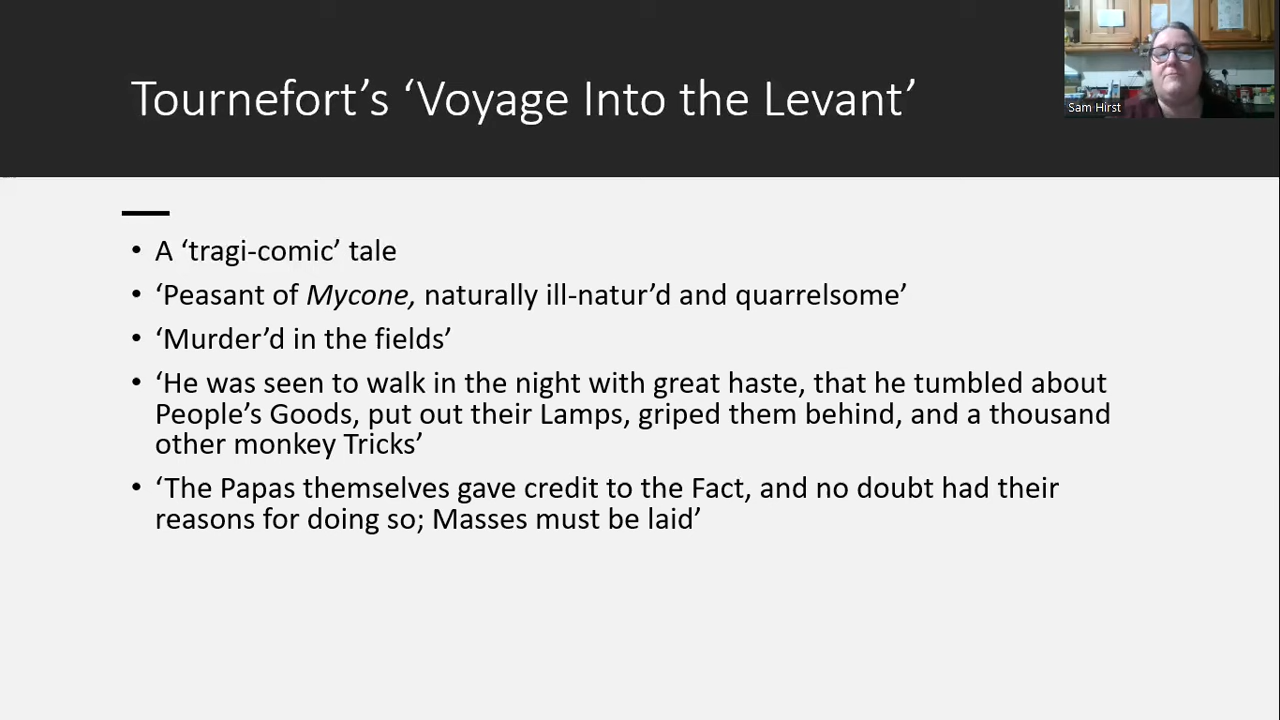 Tournefort’s ‘Voyage Into the Levant’
Sam Hirst
• A ‘tragi-comic’ tale
• ‘Peasant of Mycone, naturally ill-natur’d and quarrelsome’
• ‘Murder’d in the fields’
• ‘He was seen to walk in the night with great haste, that he tumbled about
People’s Goods, put out their Lamps, griped them behind, and a thousand
other monkey Tricks’
• ‘The Papas themselves gave credit to the Fact, and no doubt had their
reasons for doing so; Masses must be laid’